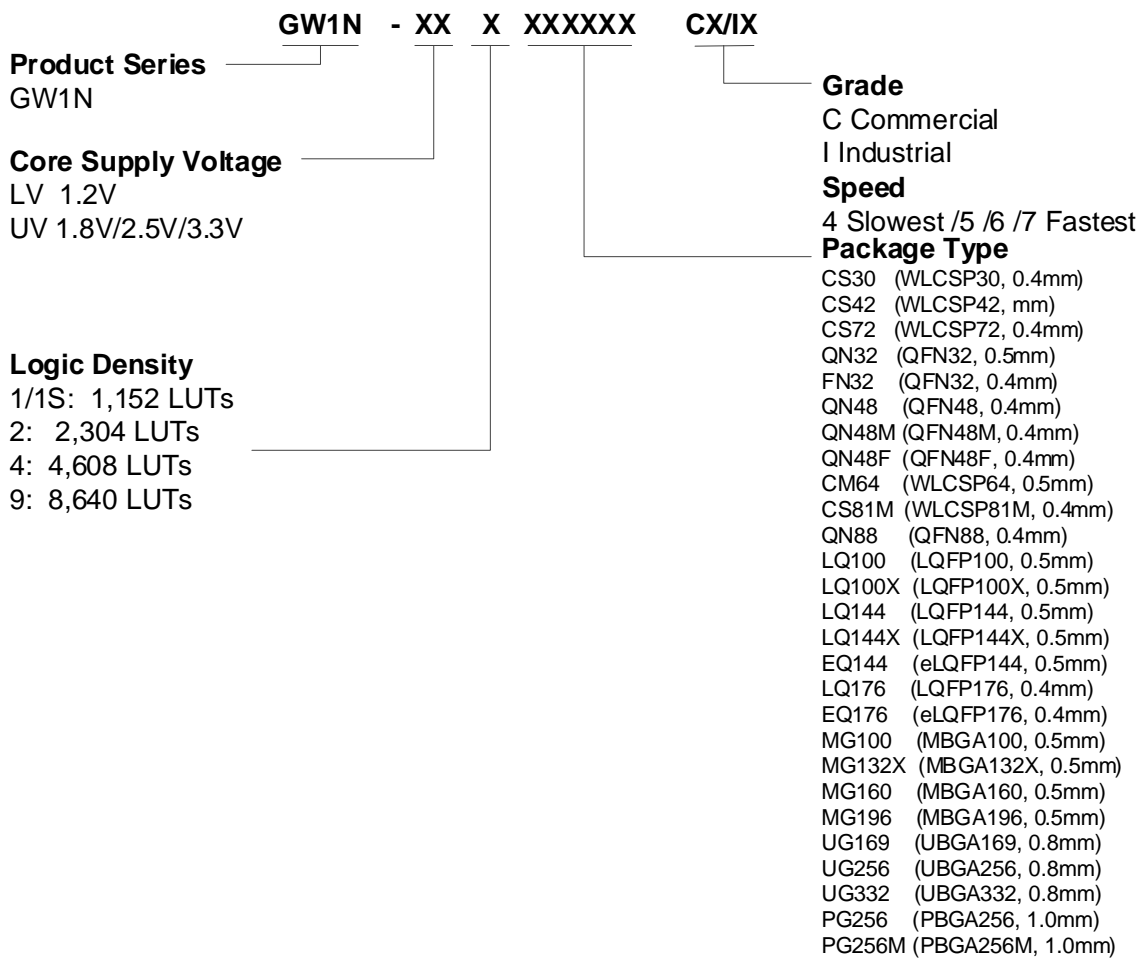 GW1N - XX X XXXXXX CX/IX
Product Series
GW1N
Core Supply Voltage
LV 1.2V
UV 1.8V/2.5V/3.3V
Logic Density
1/1S: 1,152 LUTs
2: 2,304 LUTs
4: 4,608 LUTs
9: 8,640 LUTs
Grade
C Commercial
I Industrial
Speed
4 Slowest /5 /6 /7 Fastest
Package Type
CS30 (WLCSP30, 0.4mm)
CS42 (WLCSP42, mm)
CS72 (WLCSP72, 0.4mm)
QN32 (QFN32, 0.5mm)
FN32 (QFN32, 0.4mm)
QN48 (QFN48, 0.4mm)
QN48M (QFN48M, 0.4mm)
QN48F (QFN48F, 0.4mm)
CM64 (WLCSP64, 0.5mm)
CS81M (WLCSP81M, 0.4mm)
QN88 (QFN88, 0.4mm)
LQ100 (LQFP100, 0.5mm)
LQ100X (LQFP100X, 0.5mm)
LQ144 (LQFP144, 0.5mm)
LQ144X (LQFP144X, 0.5mm)
EQ144 (eLQFP144, 0.5mm)
LQ176 (LQFP176, 0.4mm)
EQ176 (eLQFP176, 0.4mm)
MG100 (MBGA100, 0.5mm)
MG132X (MBGA132X, 0.5mm)
MG160 (MBGA160, 0.5mm)
MG196 (MBGA196, 0.5mm)
UG169 (UBGA169, 0.8mm)
UG256 (UBGA256, 0.8mm)
UG332 (UBGA332, 0.8mm)
PG256 (PBGA256, 1.0mm)
PG256M (PBGA256M, 1.0mm)